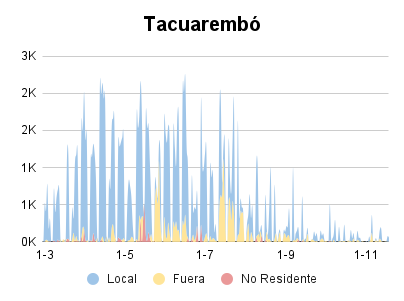 Tacuarembó
3K
2K
2K
1K
1K
0K
1-3 1-5 1-7 1-9 1-11
Local Fuera No Residente